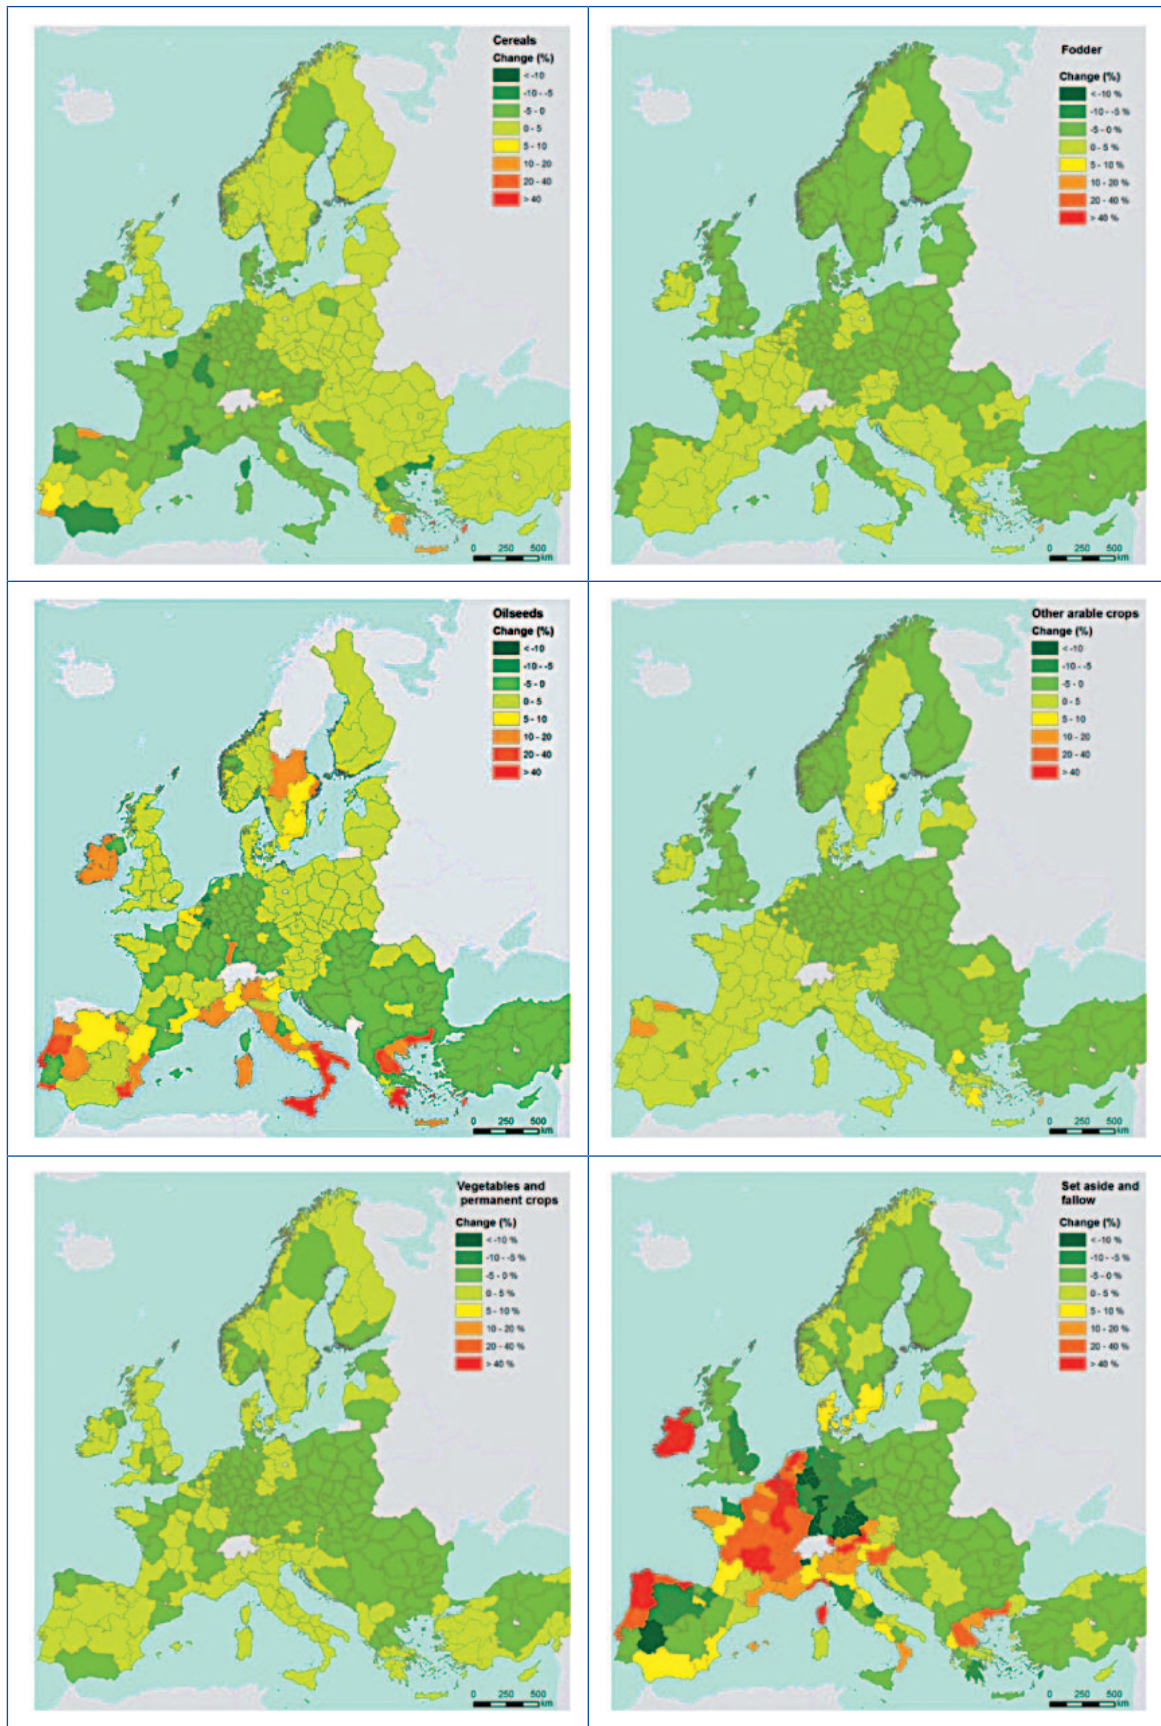 Cereals
Change (%)
< -10
-10 - -5
-5 - 0
0 - 5
5 - 10
10 - 20
20 - 40
> 40
0 250 500
km
Fodder
Change (%)
< -10 %
-10 - -5 %
-5 - 0 %
0 - 5 %
5 - 10 %
10 - 20 %
20 - 40 %
> 40 %
0 250 500
km
Oilseeds
Change (%)
< -10
-10 - -5
-5 - 0
0 - 5
5 - 10
10 - 20
20 - 40
> 40
0 250 500
km
Other arable crops
Change (%)
< -10
-10 - -5
-5 - 0
0 - 5
5 - 10
10 - 20
20 - 40
> 40
0 250 500
km
Vegetables and
permanent crops
Change (%)
< -10 %
-10 - -5 %
-5 - 0 %
0 - 5 %
5 - 10 %
10 - 20 %
20 - 40 %
> 40 %
0 250 500
km
Set aside and
fallow
Change (%)
< -10 %
-10 - -5 %
-5 - 0 %
0 - 5 %
5 - 10 %
10 - 20 %
20 - 40 %
> 40 %
0 250 500
km